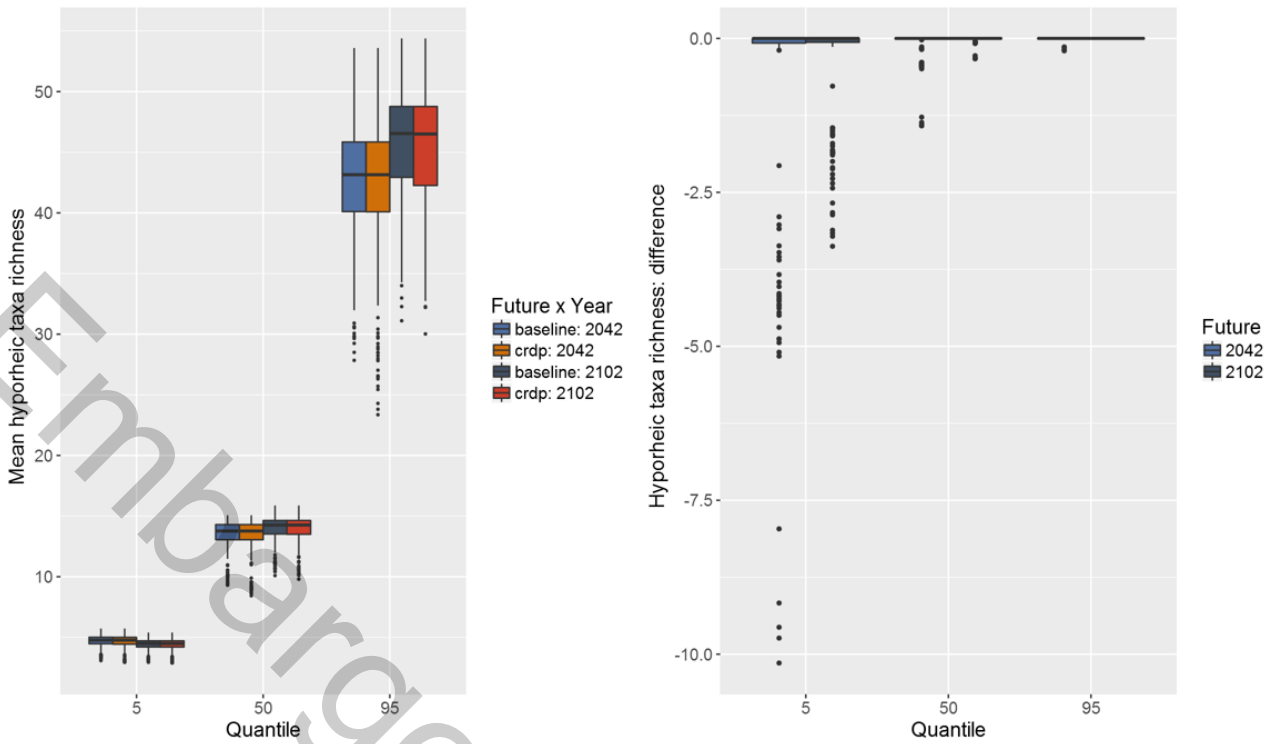 Mean hyporheic taxa richness
50
40
30
20
10
5
50
95
Quantile
Future x Year
baseline: 2042
crdp: 2042
baseline: 2102
crdp: 2102
Hyporheic taxa richness: difference
0.0
-2.5
-5.0
-7.5
-10.0
5
50
95
Quantile
Future
2042
2102